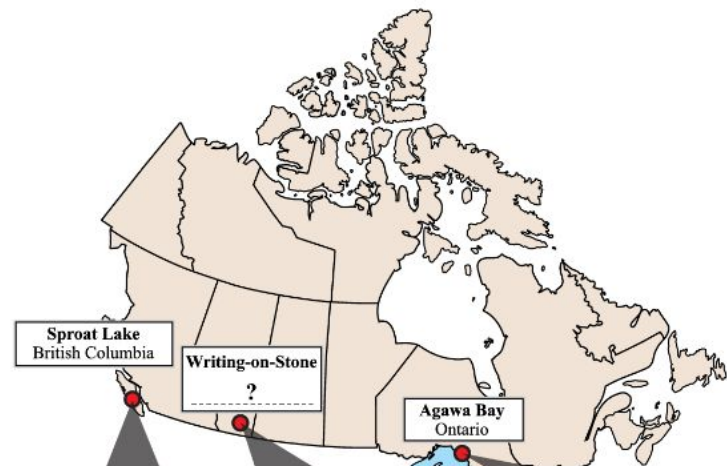 Sproat Lake
British Columbia
Writing-on-Stone
?
Agawa Bay
Ontario